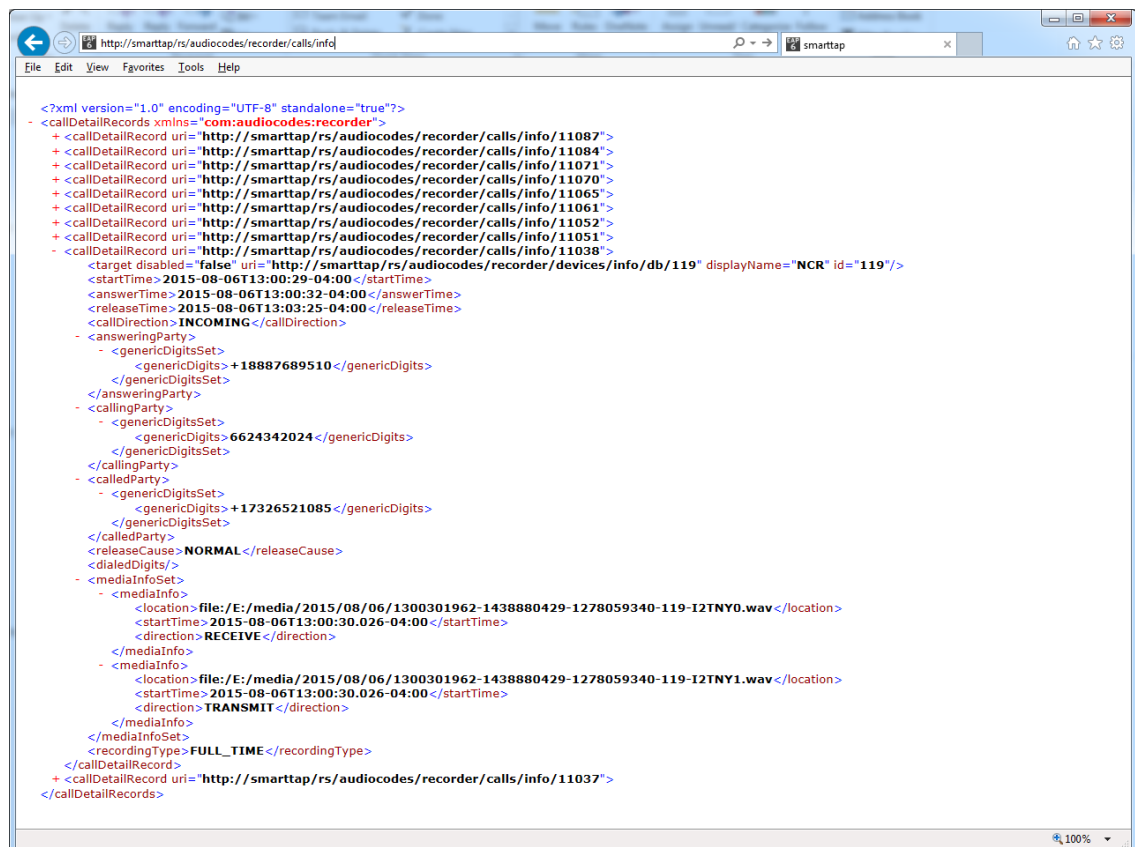 http://smarttap/rs/audiocodes/recorder/calls/info
smarttap
File Edit View Favorites Tools Help
<?xml version="1.0" encoding="UTF-8" standalone="true"?>
- <callDetailRecords xmlns="com:audiocodes:recorder">
+ <callDetailRecord uri="http://smarttap/rs/audiocodes/recorder/calls/info/11087">
+ <callDetailRecord uri="http://smarttap/rs/audiocodes/recorder/calls/info/11084">
+ <callDetailRecord uri="http://smarttap/rs/audiocodes/recorder/calls/info/11071">
+ <callDetailRecord uri="http://smarttap/rs/audiocodes/recorder/calls/info/11070">
+ <callDetailRecord uri="http://smarttap/rs/audiocodes/recorder/calls/info/11065">
+ <callDetailRecord uri="http://smarttap/rs/audiocodes/recorder/calls/info/11061">
+ <callDetailRecord uri="http://smarttap/rs/audiocodes/recorder/calls/info/11052">
+ <callDetailRecord uri="http://smarttap/rs/audiocodes/recorder/calls/info/11051">
- <callDetailRecord uri="http://smarttap/rs/audiocodes/recorder/calls/info/11038">
<target disabled="false" uri="http://smarttap/rs/audiocodes/recorder/devices/info/db/119" displayName="NCR" id="119"/>
<startTime>2015-08-06T13:00:29-04:00</startTime>
<answerTime>2015-08-06T13:00:32-04:00</answerTime>
<releaseTime>2015-08-06T13:03:25-04:00</releaseTime>
<callDirection>INCOMING</callDirection>
- <answeringParty>
- <genericDigitsSet>
<genericDigits>+18887689510</genericDigits>
</genericDigitsSet>
</answeringParty>
- <callingParty>
- <genericDigitsSet>
<genericDigits>6624342024</genericDigits>
</genericDigitsSet>
</callingParty>
- <calledParty>
- <genericDigitsSet>
<genericDigits>+17326521085</genericDigits>
</genericDigitsSet>
</calledParty>
<releaseCause>NORMAL</releaseCause>
<dialedDigits/>
- <mediaInfoSet>
- <mediaInfo>
<location>file:/E:/media/2015/08/06/1300301962-1438880429-1278059340-119-I2TNY0.wav</location>
<startTime>2015-08-06T13:00:30.026-04:00</startTime>
<direction>RECEIVE</direction>
</mediaInfo>
- <mediaInfo>
<location>file:/E:/media/2015/08/06/1300301962-1438880429-1278059340-119-I2TNY1.wav</location>
<startTime>2015-08-06T13:00:30.026-04:00</startTime>
<direction>TRANSMIT</direction>
</mediaInfo>
</mediaInfoSet>
<recordingType>FULL_TIME</recordingType>
</callDetailRecord>
+ <callDetailRecord uri="http://smarttap/rs/audiocodes/recorder/calls/info/11037">
</callDetailRecords>
100%